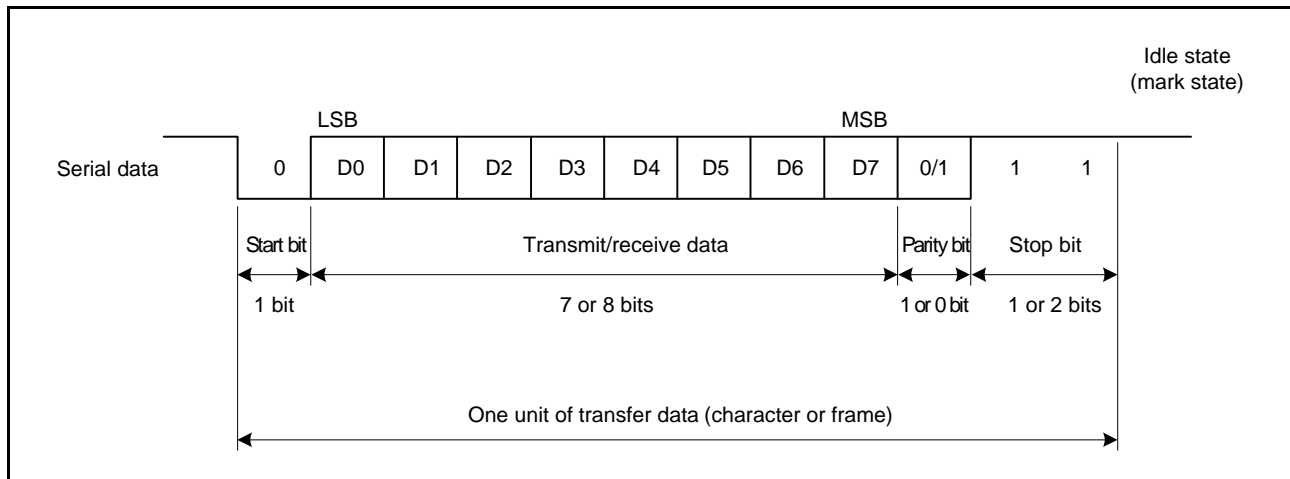 Idle state
(mark state)
LSB MSB
Serial data 0 D0 D1 D2 D3 D4 D5 D6 D7 0/1 1 1
Start bit Transmit/receive data Parity bit Stop bit
1 bit 7 or 8 bits 1 or 0 bit 1 or 2 bits
One unit of transfer data (character or frame)